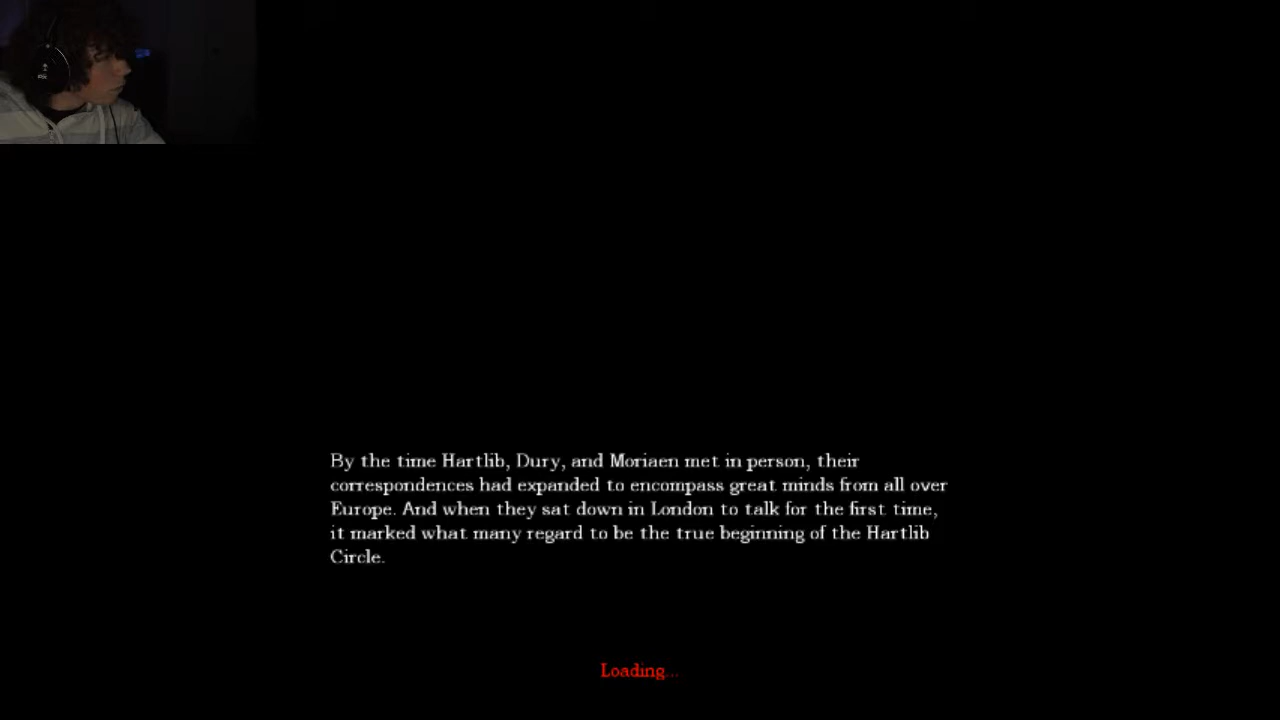 By the time Hartlib, Dury, and Moriaen met in person, their
correspondences had expanded to encompass great minds from all over
Europe. And when they sat down in London to talk for the first time,
it marked what many regard to be the true beginning of the Hartlib
Circle.
Loading...